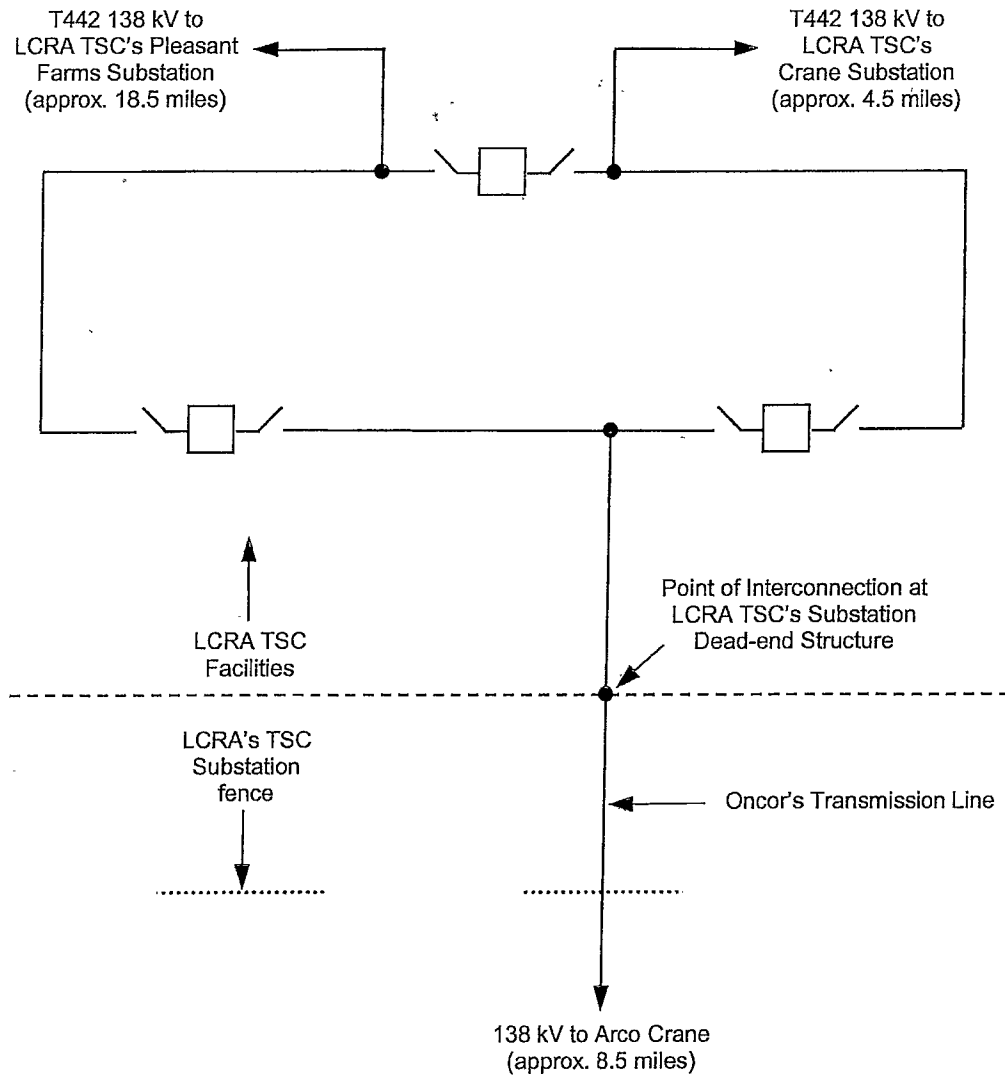 T442 138 kV to
LCRA TSC's Pleasant
Farms Substation
(approx. 18.5 miles)
T442 138 kV to
LCRA TSC's
Crane Substation
(approx. 4.5 miles)
Point of Interconnection at
LCRA TSC's Substation
Dead-end Structure
LCRA TSC
Facilities
LCRA's TSC
Substation
fence
Oncor's Transmission Line
138 kV to Arco Crane
(approx. 8.5 miles)